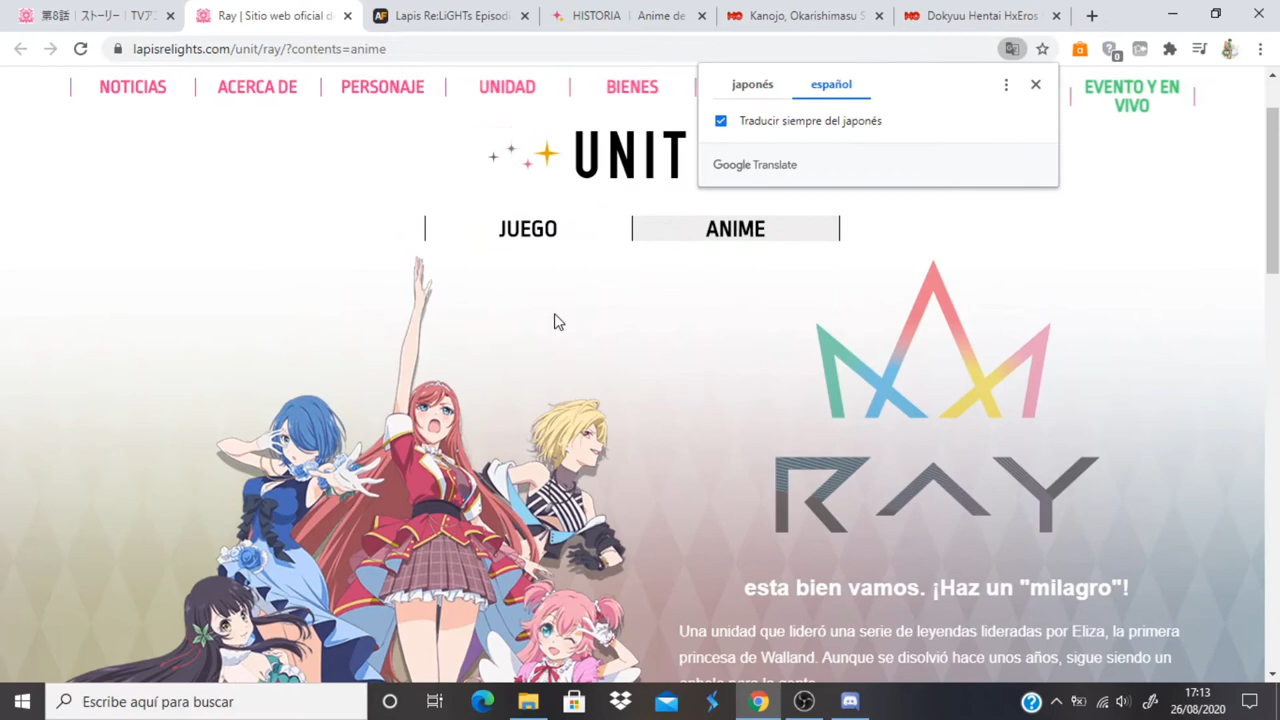 第8話 | ストーリー | TVア
Ray | Sitio web oficial d
Lapis Re:LiGHTs Episodi
HISTORIA | Anime de
Kanojo, Okarishimasu S
Dokyuu Hentai HxEros
lapisrelights.com/unit/ray/?contents=anime
NOTICIAS
ACERCA DE
PERSONAJE
UNIDAD
BIENES
EVENTO Y EN
VIVO
japonés
español
Traducir siempre del japonés
Google Translate
UNIT
JUEGO
ANIME
RAY
esta bien vamos. ¡Haz un "milagro"!
Una unidad que lideró una serie de leyendas lideradas por Eliza, la primera
princesa de Walland. Aunque se disolvió hace unos años, sigue siendo un
Escribe aquí para buscar
17:13
26/08/2020